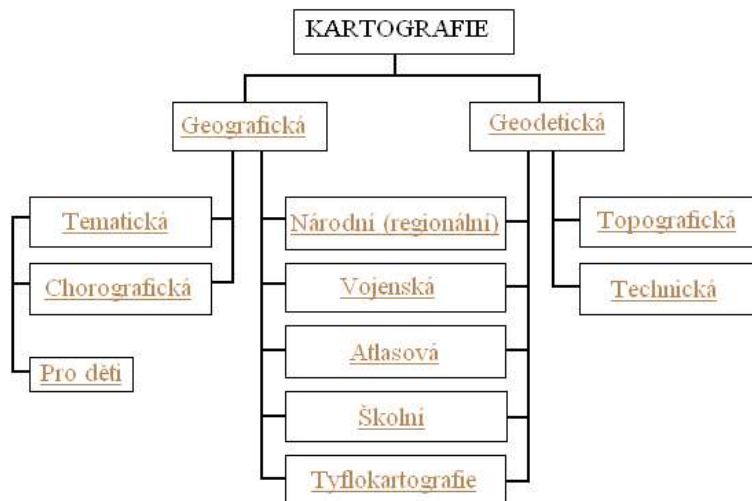 KARTOGRAFIE
Geografická
Geodetická
Tematická
Národní (regionální)
Topografická
Chorografická
Vojenská
Technická
Atlasová
Pro děti
Školní
Tyflokartografie